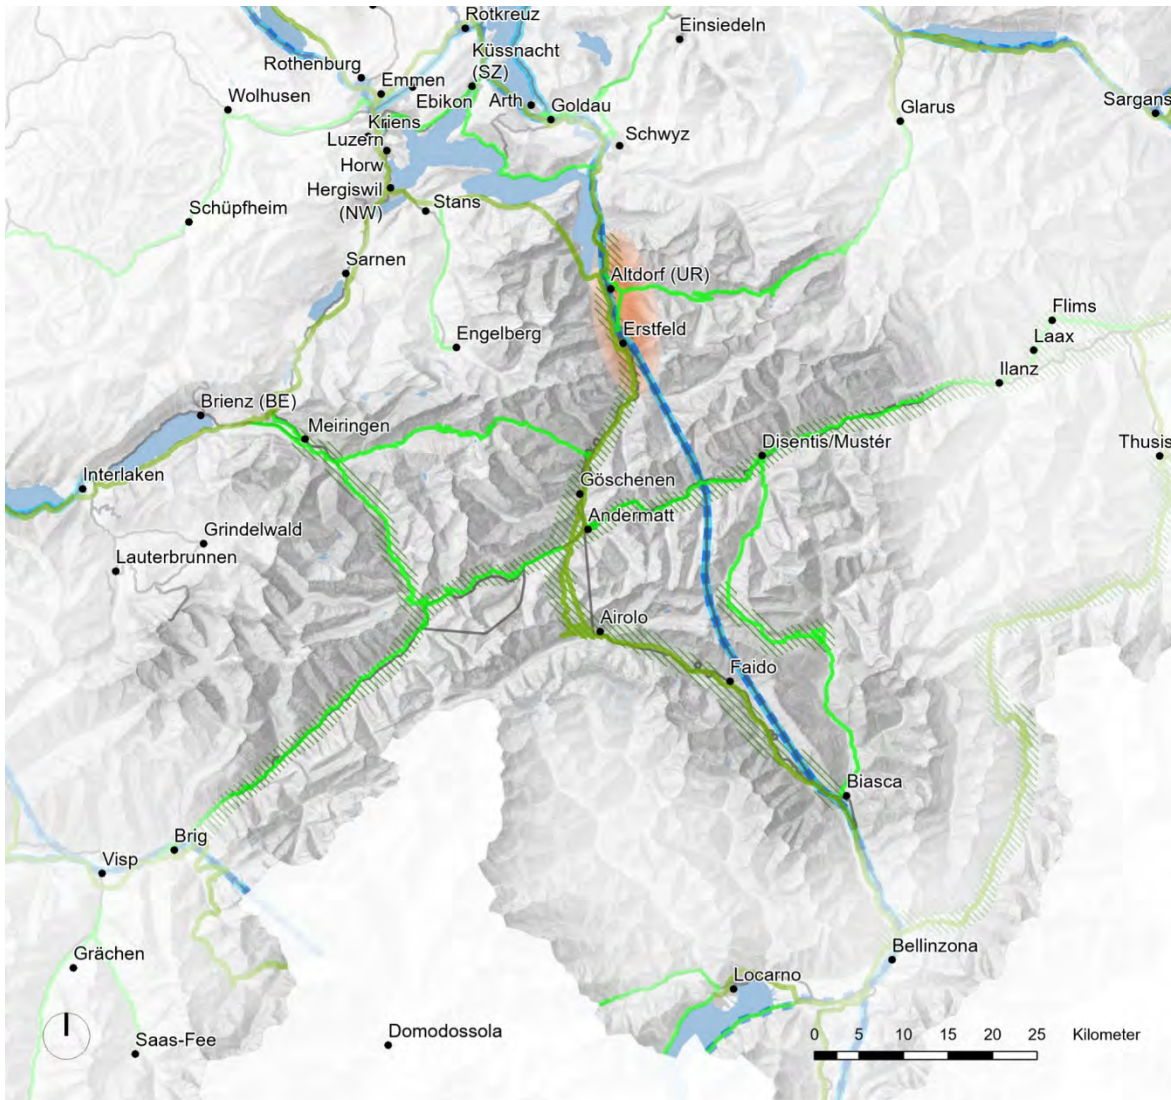 Rotkreuz
Einsiedeln
Küssnacht
(SZ)
Rothenburg
Emmen
Ebikon
Arth
Goldau
Wolhusen
Glarus
Sargans
Kriens
Luzern
Schwyz
Horw
Hergiswil
(NW)
Stans
Schüpfheim
Sarnen
Altdorf (UR)
Flims
Erstfeld
Engelberg
Laax
Ilanz
Brienz (BE)
Meiringen
Disentis/Mustér
Thusis
Interlaken
Göschenen
Andermatt
Grindelwald
Lauterbrunnen
Airolo
Faido
Biasca
Brig
Visp
Grächen
Bellinzona
Locarno
Domodossola
Saas-Fee
0 5 10 15 20 25 Kilometer